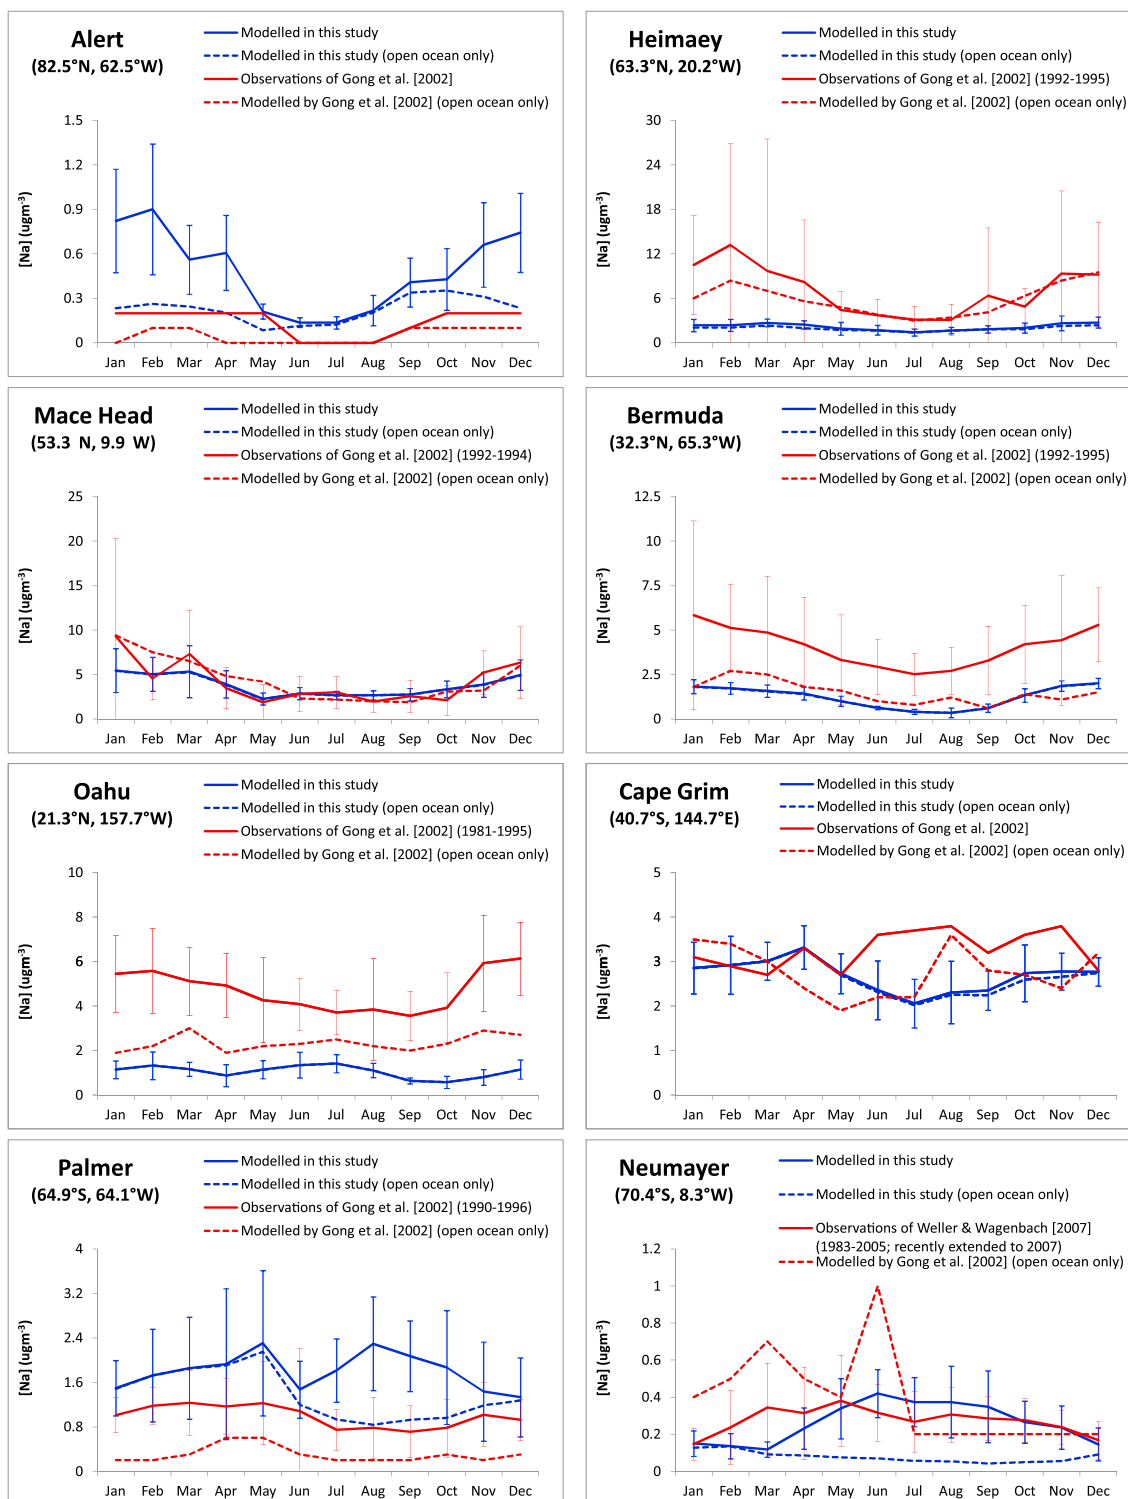 Alert
(82.5°N, 62.5°W)
Modelled in this study
Modelled in this study (open ocean only)
Observations of Gong et al. [2002]
Modelled by Gong et al. [2002] (open ocean only)
[Na] (ugm-3)
1.5
1.2
0.9
0.6
0.3
0
Jan Feb Mar Apr May Jun Jul Aug Sep Oct Nov Dec
Heimaey
(63.3°N, 20.2°W)
Modelled in this study
Modelled in this study (open ocean only)
Observations of Gong et al. [2002] (1992-1995)
Modelled by Gong et al. [2002] (open ocean only)
[Na] (ugm-3)
30
24
18
12
6
0
Jan Feb Mar Apr May Jun Jul Aug Sep Oct Nov Dec
Mace Head
(53.3 N, 9.9 W)
Modelled in this study
Modelled in this study (open ocean only)
Observations of Gong et al. [2002] (1992-1994)
Modelled by Gong et al. [2002] (open ocean only)
[Na] (ugm-3)
25
20
15
10
5
0
Jan Feb Mar Apr May Jun Jul Aug Sep Oct Nov Dec
Bermuda
(32.3°N, 65.3°W)
Modelled in this study
Modelled in this study (open ocean only)
Observations of Gong et al. [2002] (1992-1995)
Modelled by Gong et al. [2002] (open ocean only)
[Na] (ugm-3)
12.5
10
7.5
5
2.5
0
Jan Feb Mar Apr May Jun Jul Aug Sep Oct Nov Dec
Oahu
(21.3°N, 157.7°W)
Modelled in this study
Modelled in this study (open ocean only)
Observations of Gong et al. [2002] (1981-1995)
Modelled by Gong et al. [2002] (open ocean only)
[Na] (ugm-3)
10
8
6
4
2
0
Jan Feb Mar Apr May Jun Jul Aug Sep Oct Nov Dec
Cape Grim
(40.7°S, 144.7°E)
Modelled in this study
Modelled in this study (open ocean only)
Observations of Gong et al. [2002]
Modelled by Gong et al. [2002] (open ocean only)
[Na] (ugm-3)
5
4
3
2
1
0
Jan Feb Mar Apr May Jun Jul Aug Sep Oct Nov Dec
Palmer
(64.9°S, 64.1°W)
Modelled in this study
Modelled in this study (open ocean only)
Observations of Gong et al. [2002] (1990-1996)
Modelled by Gong et al. [2002] (open ocean only)
[Na] (ugm-3)
4
3.2
2.4
1.6
0.8
0
Jan Feb Mar Apr May Jun Jul Aug Sep Oct Nov Dec
Neumayer
(70.4°S, 8.3°W)
Modelled in this study
Modelled in this study (open ocean only)
Observations of Weller & Wagenbach [2007]
(1983-2005; recently extended to 2007)
Modelled by Gong et al. [2002] (open ocean only)
[Na] (ugm-3)
1.2
1
0.8
0.6
0.4
0.2
0
Jan Feb Mar Apr May Jun Jul Aug Sep Oct Nov Dec